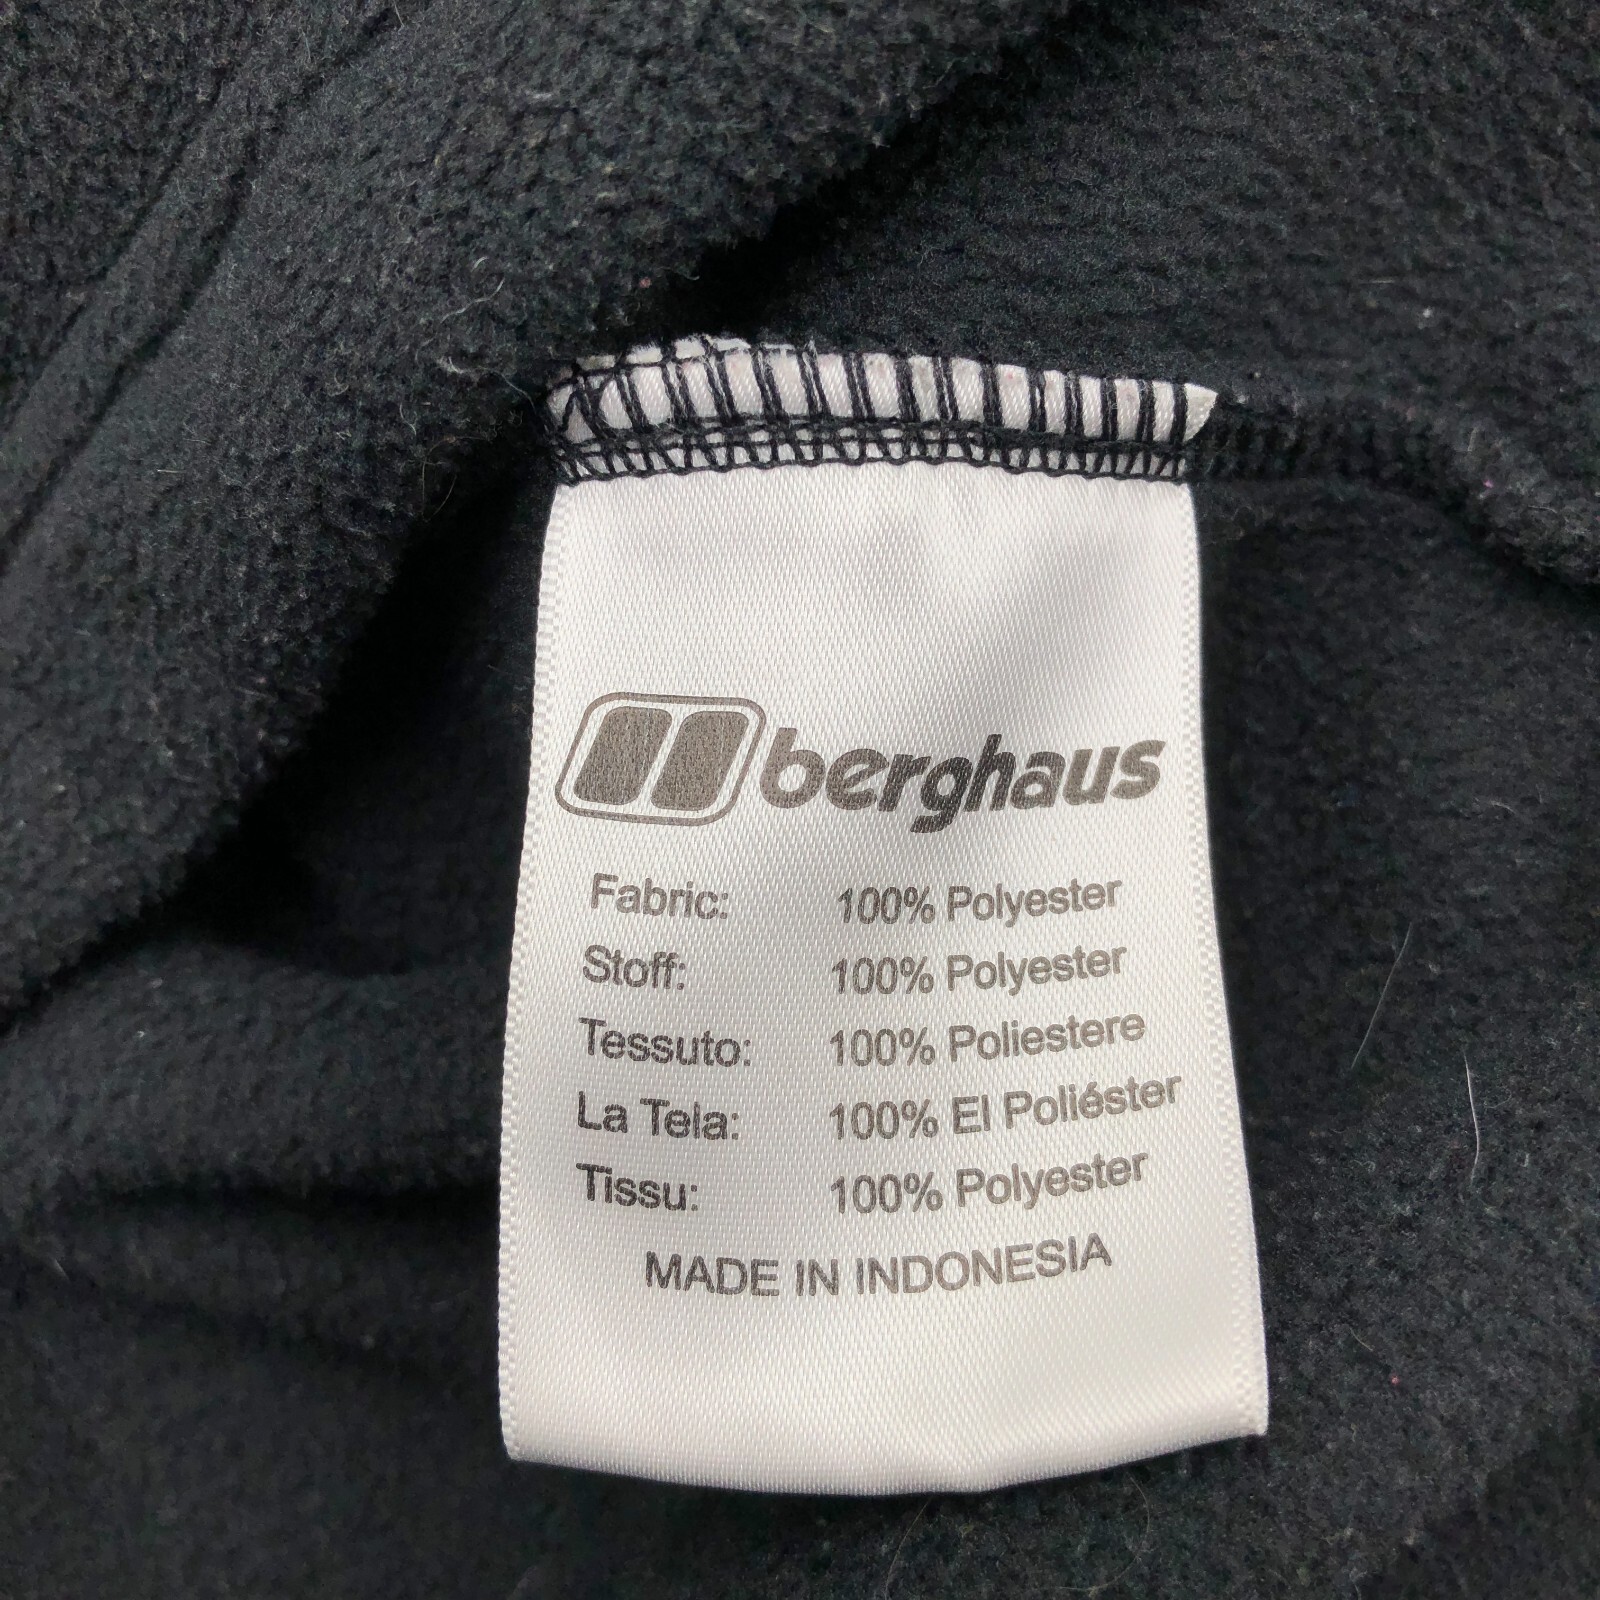 berghaus
Fabric: 100% Polyester
Stoff: 100% Polyester
Tessuto: 100% Poliestere
La Tela: 100% El Poliéster
Tissu: 100% Polyester
MADE IN INDONESIA